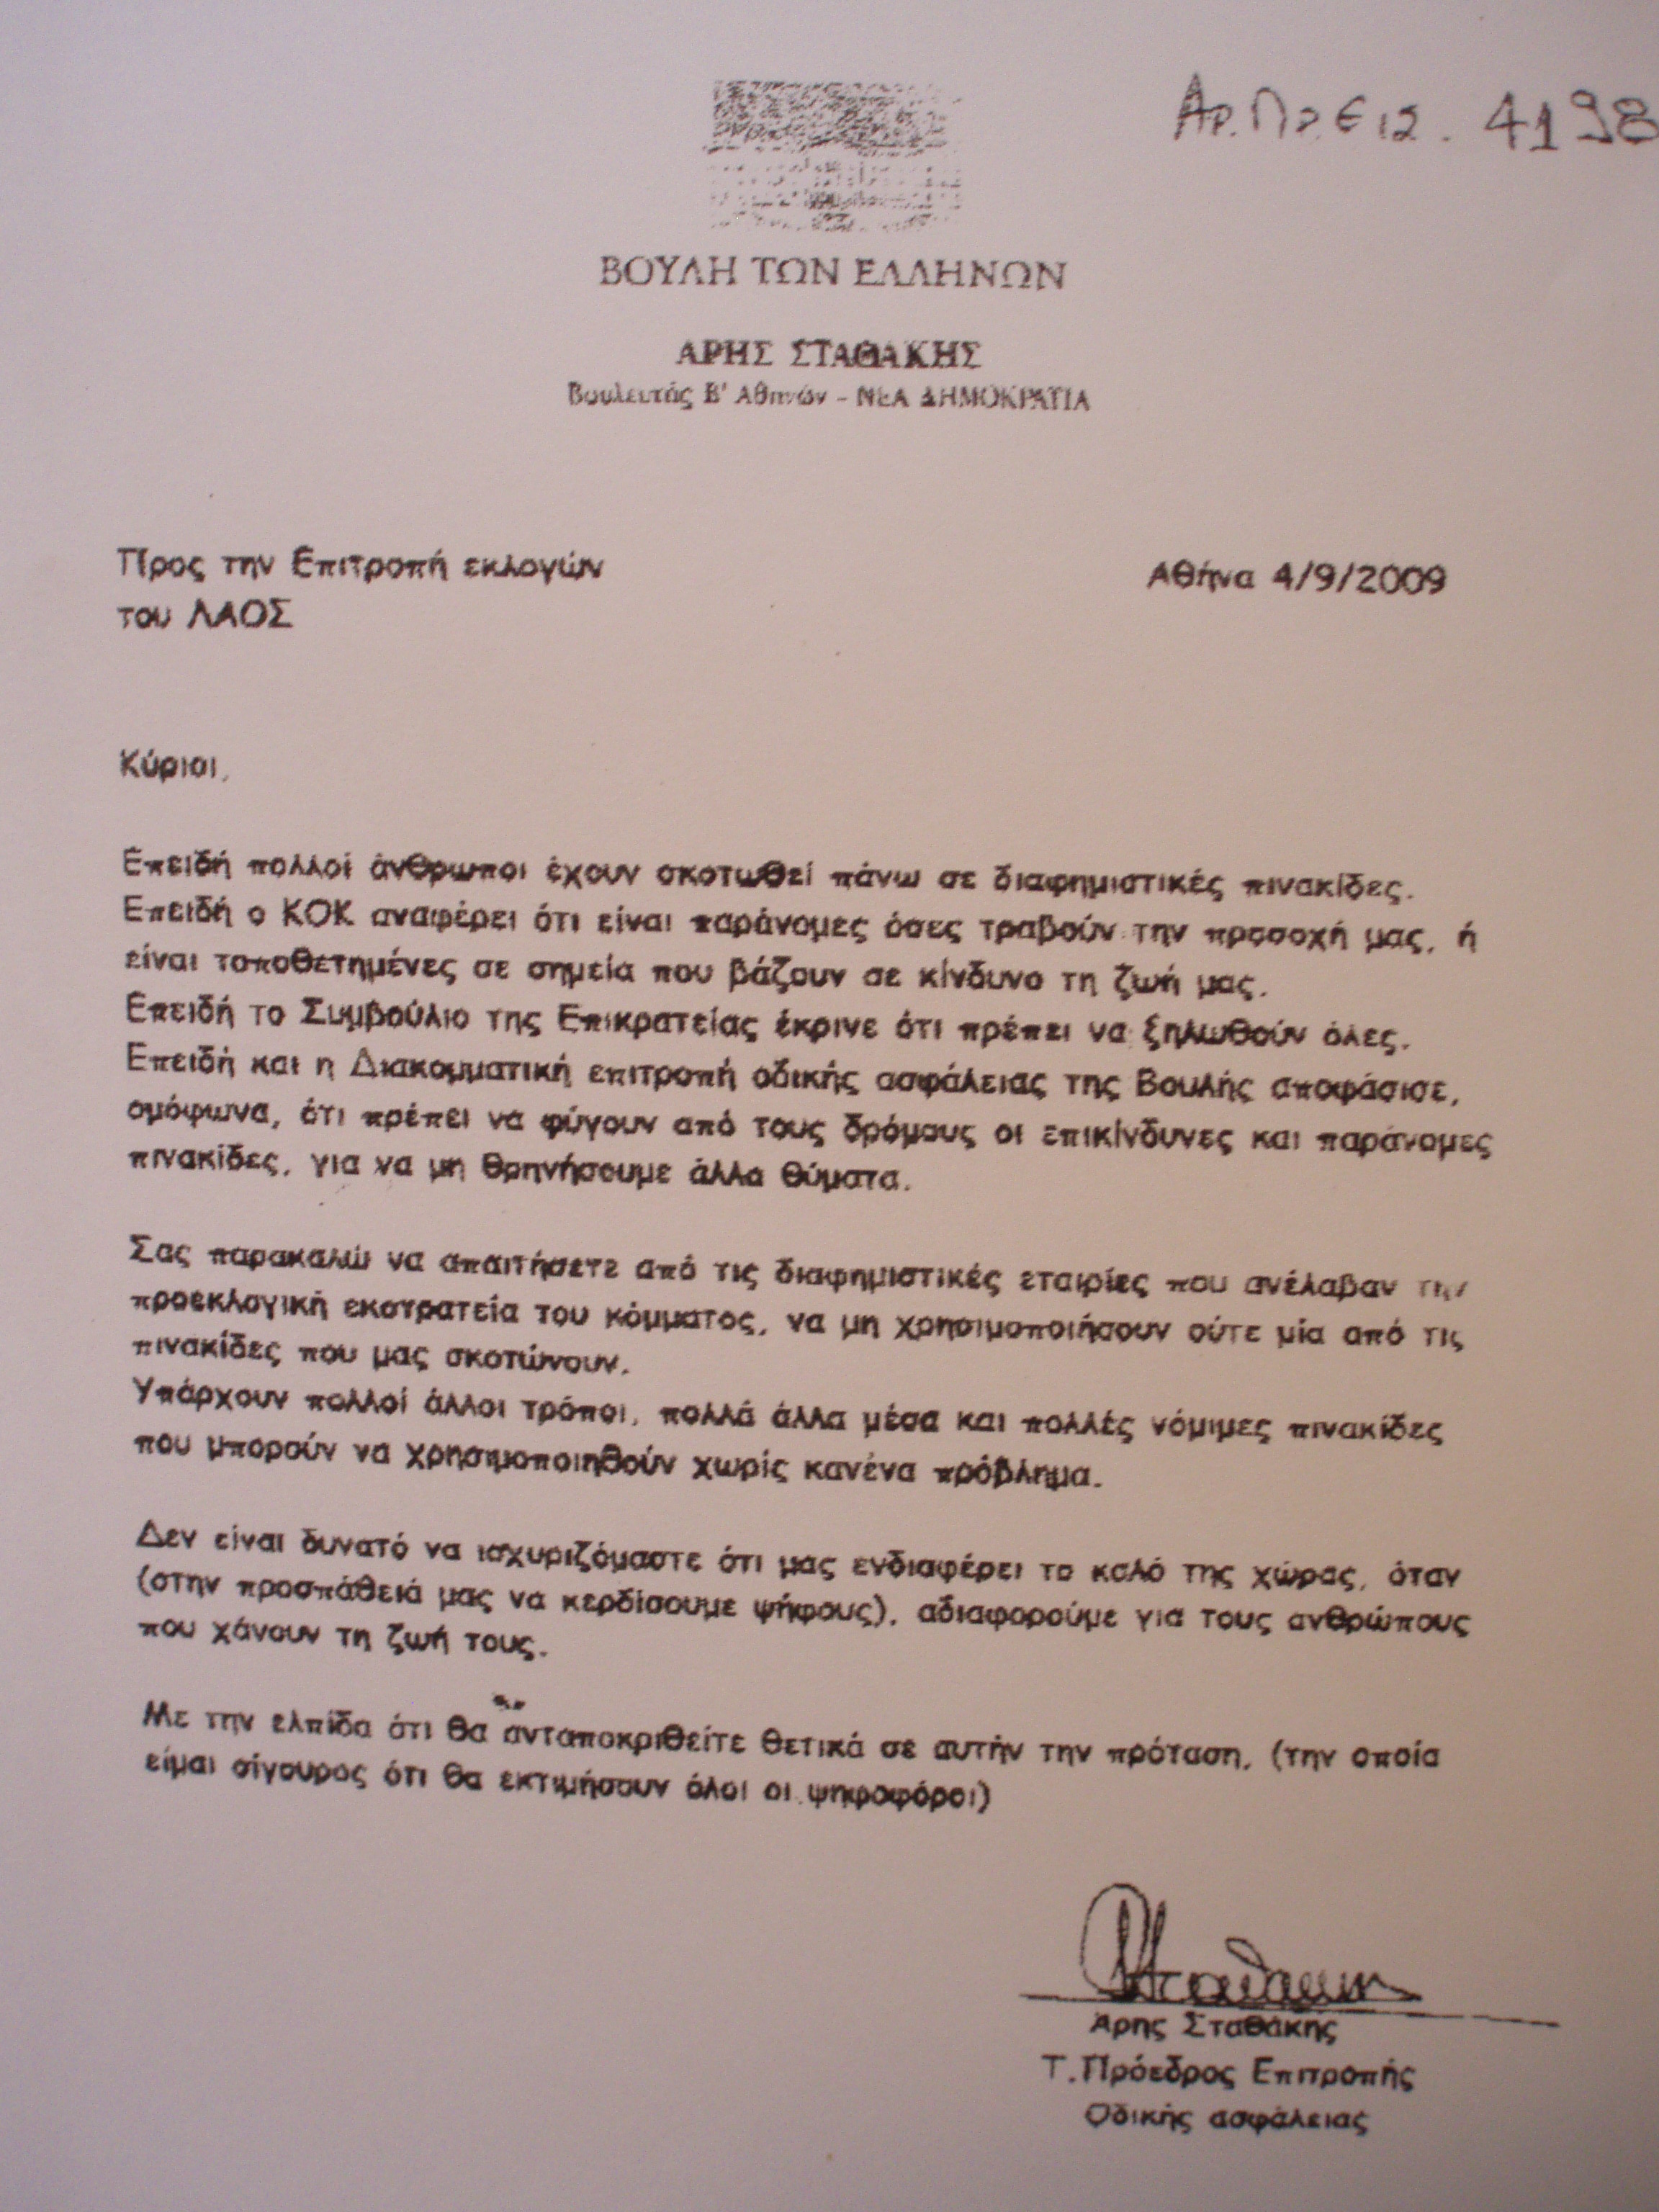 Αρ. Πρ. Εισ. 4198
ΒΟΥΛΗ ΤΩΝ ΕΛΛΗΝΩΝ
ΑΡΗΣ ΣΤΑΘΑΚΗΣ
Βουλευτής Β' Αθηνών - ΝΕΑ ΔΗΜΟΚΡΑΤΙΑ
Προς την Επιτροπή εκλογών
Αθήνα 4/9/2009
του ΛΑΟΣ
Κύριοι,
Επειδή πολλοί άνθρωποι έχουν σκοτωθεί πάνω σε διαφημιστικές πινακίδες.
Επειδή ο ΚΟΚ αναφέρει ότι είναι παράνομες όσες τραβούν την προσοχή μας, ή
είναι τοποθετημένες σε σημεία που βάζουν σε κίνδυνο τη ζωή μας.
Επειδή το Συμβούλιο της Επικρατείας έκρινε ότι πρέπει να ξηλωθούν όλες.
Επειδή και η Διακομματική επιτροπή οδικής ασφάλειας της Βουλής αποφάσισε,
ομόφωνα, ότι πρέπει να φύγουν από τους δρόμους οι επικίνδυνες και παράνομες
πινακίδες, για να μη θρηνήσουμε άλλα θύματα.
Σας παρακαλώ να απαιτήσετε από τις διαφημιστικές εταιρίες που ανέλαβαν την
προεκλογική εκστρατεία του κόμματος, να μη χρησιμοποιήσουν ούτε μία από τις
πινακίδες που μας σκοτώνουν.
Υπάρχουν πολλοί άλλοι τρόποι, πολλά άλλα μέσα και πολλές νόμιμες πινακίδες
που μπορούν να χρησιμοποιηθούν χωρίς κανένα πρόβλημα.
Δεν είναι δυνατό να ισχυριζόμαστε ότι μας ενδιαφέρει το καλό της χώρας, όταν
(στην προσπάθειά μας να κερδίσουμε ψήφους), αδιαφορούμε για τους ανθρώπους
που χάνουν τη ζωή τους.
Με την ελπίδα ότι θα ανταποκριθείτε θετικά σε αυτήν την πρόταση, (την οποία
είμαι σίγουρος ότι θα εκτιμήσουν όλοι οι ψηφοφόροι)
Άρης Σταθάκης
Τ. Πρόεδρος Επιτροπής
Οδικής ασφάλειας